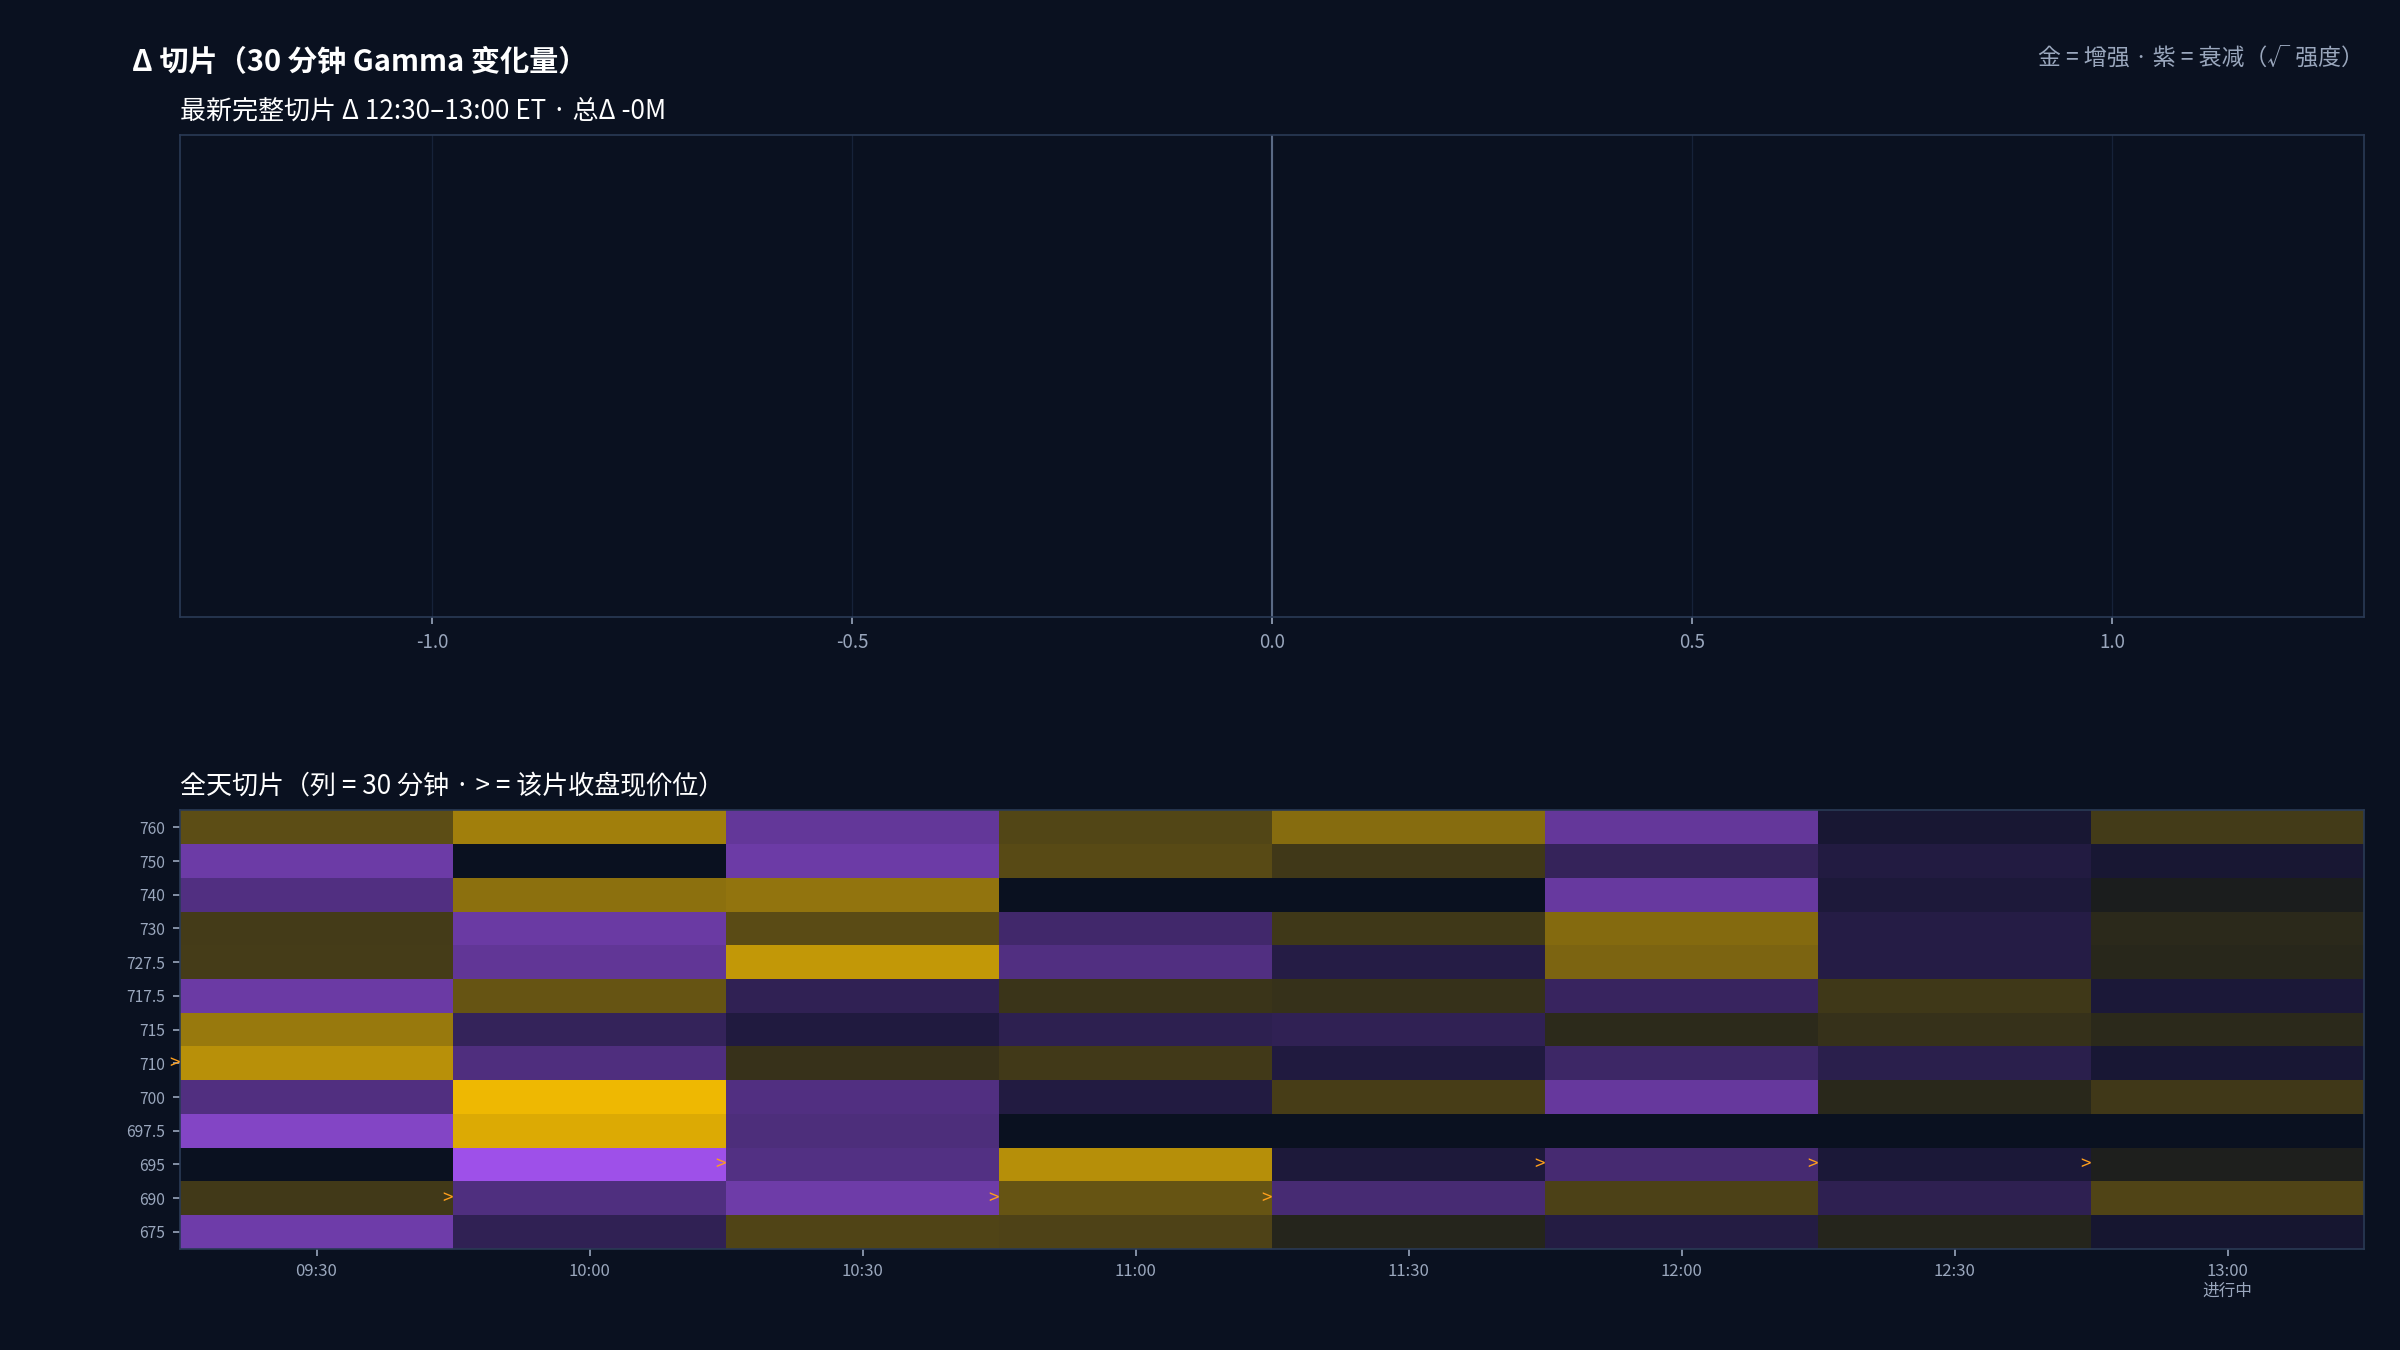 Δ 切片（30 分钟 Gamma 变化量）
金 = 增强 · 紫 = 衰减（√ 强度）
最新完整切片 Δ 12:30–13:00 ET · 总Δ -0M
-1.0 -0.5 0.0 0.5 1.0
全天切片（列 = 30 分钟 · > = 该片收盘现价位）
760
750
740
730
727.5
717.5
715
710 >
700
697.5
695 > > > >
690 > > >
675
09:30 10:00 10:30 11:00 11:30 12:00 12:30 13:00
进行中